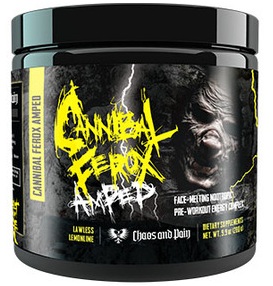 CANNIBAL FEROX AMPED
CANNIBAL
FEROX
AMPED
FACE-MELTING NOOTROPIC
PRE-WORKOUT ENERGY COMPLEX
LAWLESS
LEMONLIME
Chaos and Pain
DIETARY SUPPLEMENTS